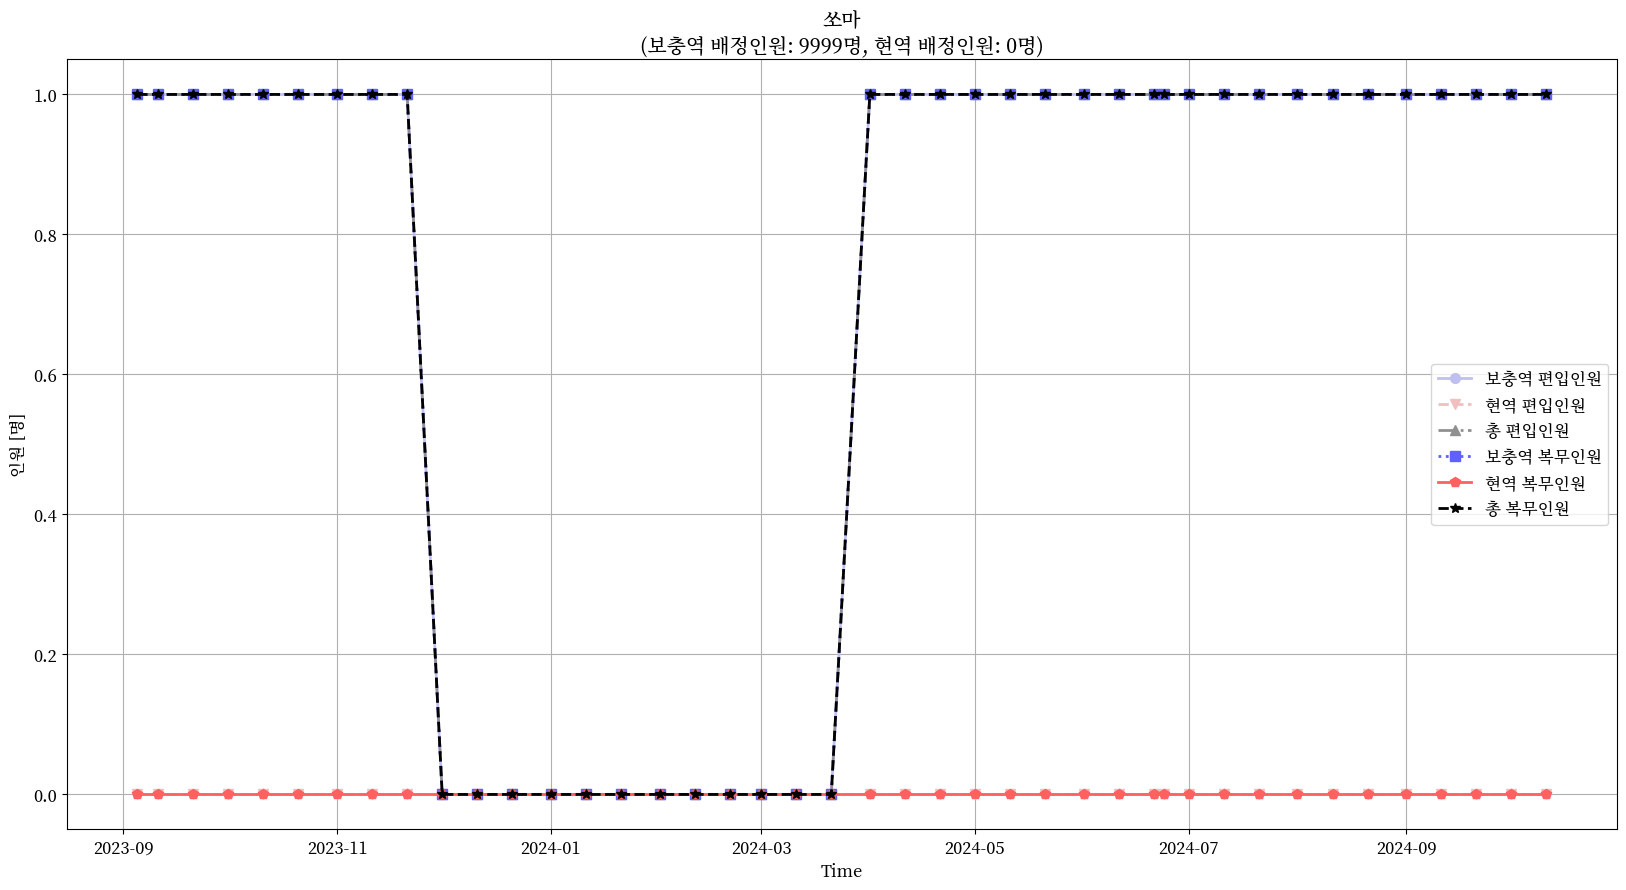 쏘마
(보충역 배정인원: 9999명, 현역 배정인원: 0명)
1.0
0.8
0.6
0.4
0.2
0.0
인원 [명]
보충역 편입인원
현역 편입인원
총 편입인원
보충역 복무인원
현역 복무인원
총 복무인원
2023-09
2023-11
2024-01
2024-03
2024-05
2024-07
2024-09
Time